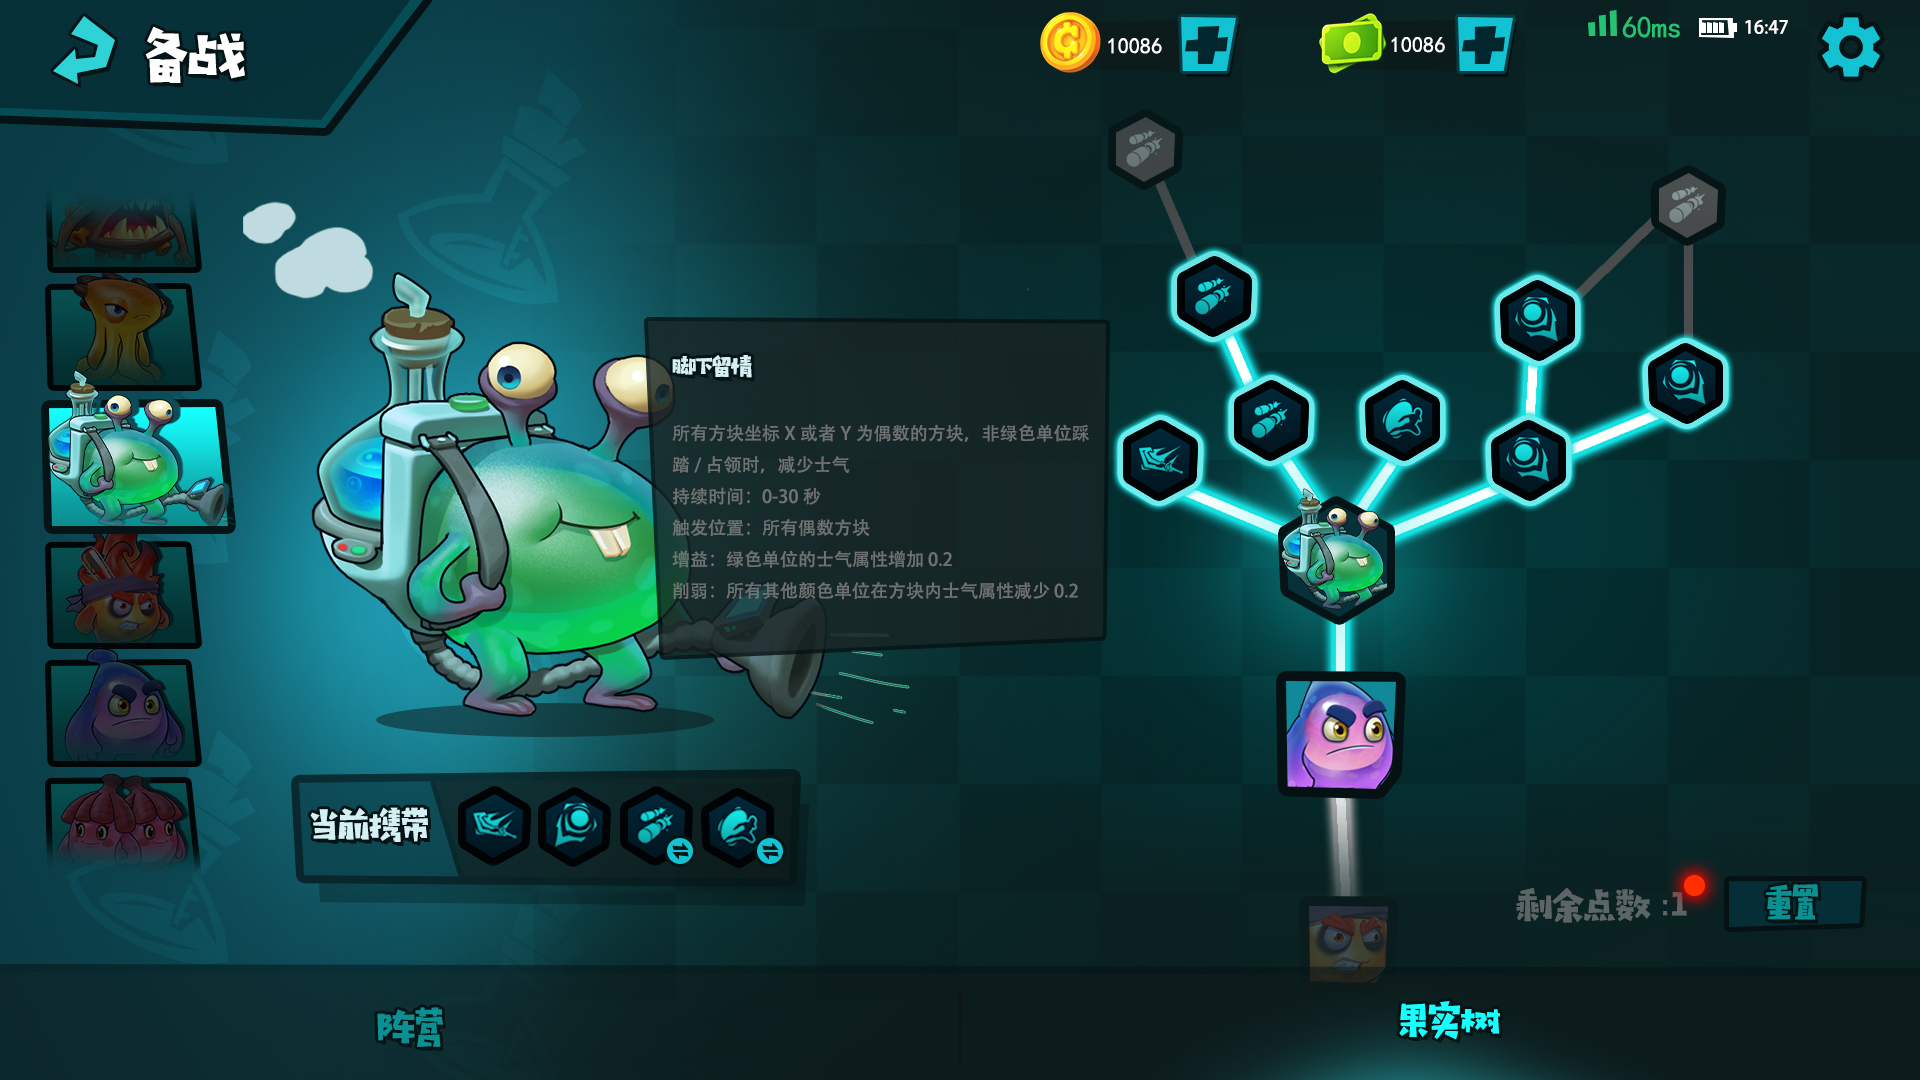 备战
10086
10086
60ms
16:47
脚下留情
所有方块坐标 X 或者 Y 为偶数的方块，非绿色单位踩
踏 / 占领时，减少士气
持续时间：0-30 秒
触发位置：所有偶数方块
增益：绿色单位的士气属性增加 0.2
削弱：所有其他颜色单位在方块内士气属性减少 0.2
当前携带
剩余点数 :1
重置
阵营
果实树